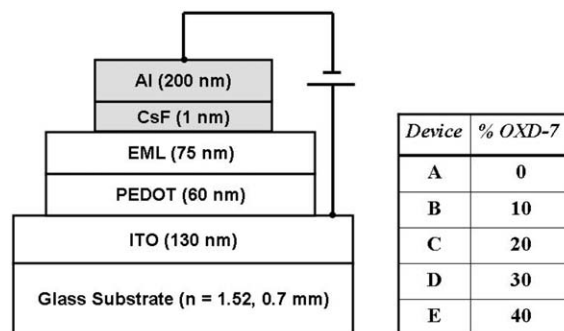 Al (200 nm)
CsF (1 nm)
EML (75 nm)
PEDOT (60 nm)
ITO (130 nm)
Glass Substrate (n = 1.52, 0.7 mm)
Device % OXD-7
A 0
B 10
C 20
D 30
E 40